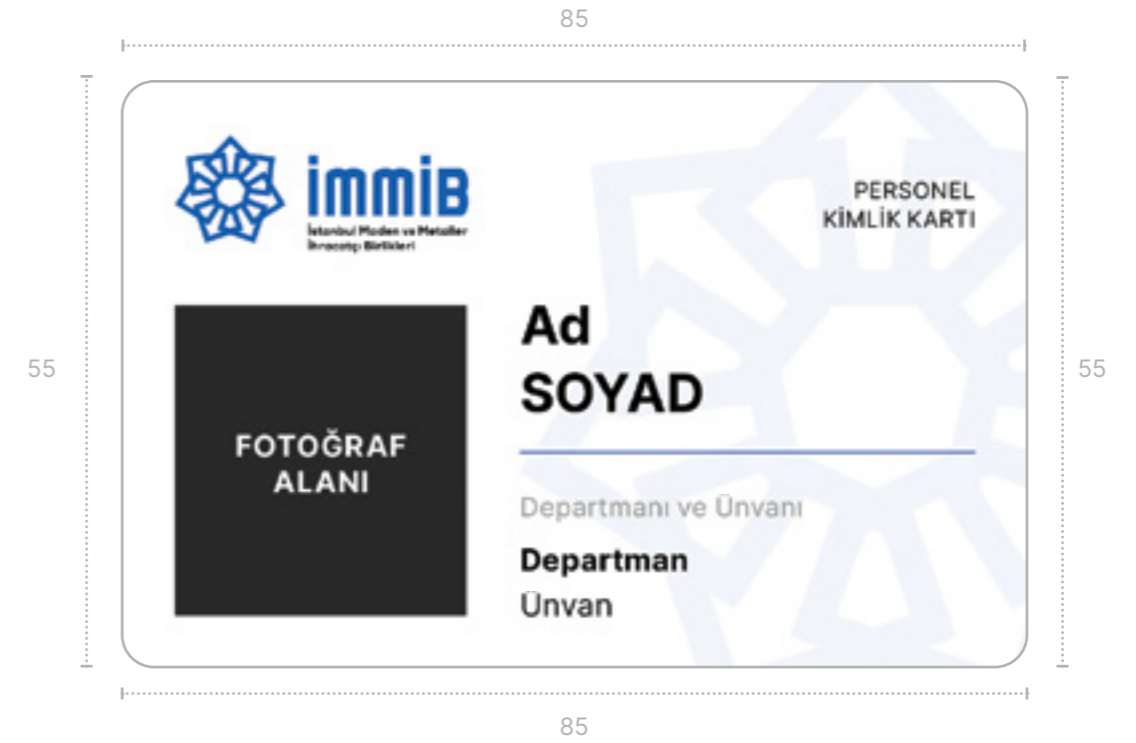 85
immiB
İstanbul Maden ve Metaller
İhracatçı Birlikleri
PERSONEL
KİMLİK KARTI
55
55
FOTOĞRAF
ALANI
Ad
SOYAD
Departmanı ve Ünvanı
Departman
Ünvan
85